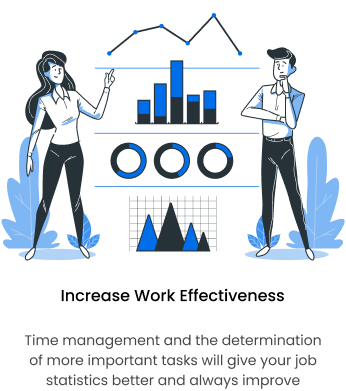 Increase Work Effectiveness
Time management and the determination
of more important tasks will give your job
statistics better and always improve